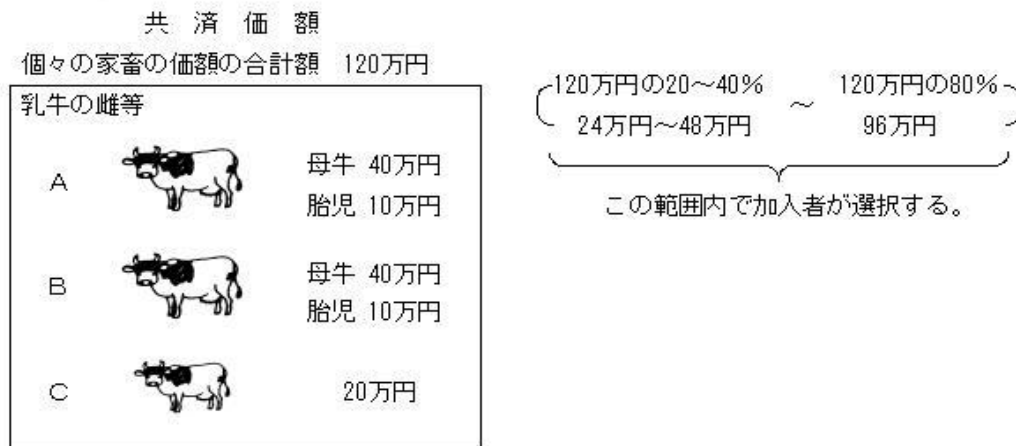 共済価額
個々の家畜の価額の合計額 120万円
乳牛の雌等
A
母牛 40万円
胎児 10万円
B
母牛 40万円
胎児 10万円
C
20万円
120万円の20～40% ～ 120万円の80%
24万円～48万円 96万円
この範囲内で加入者が選択する。